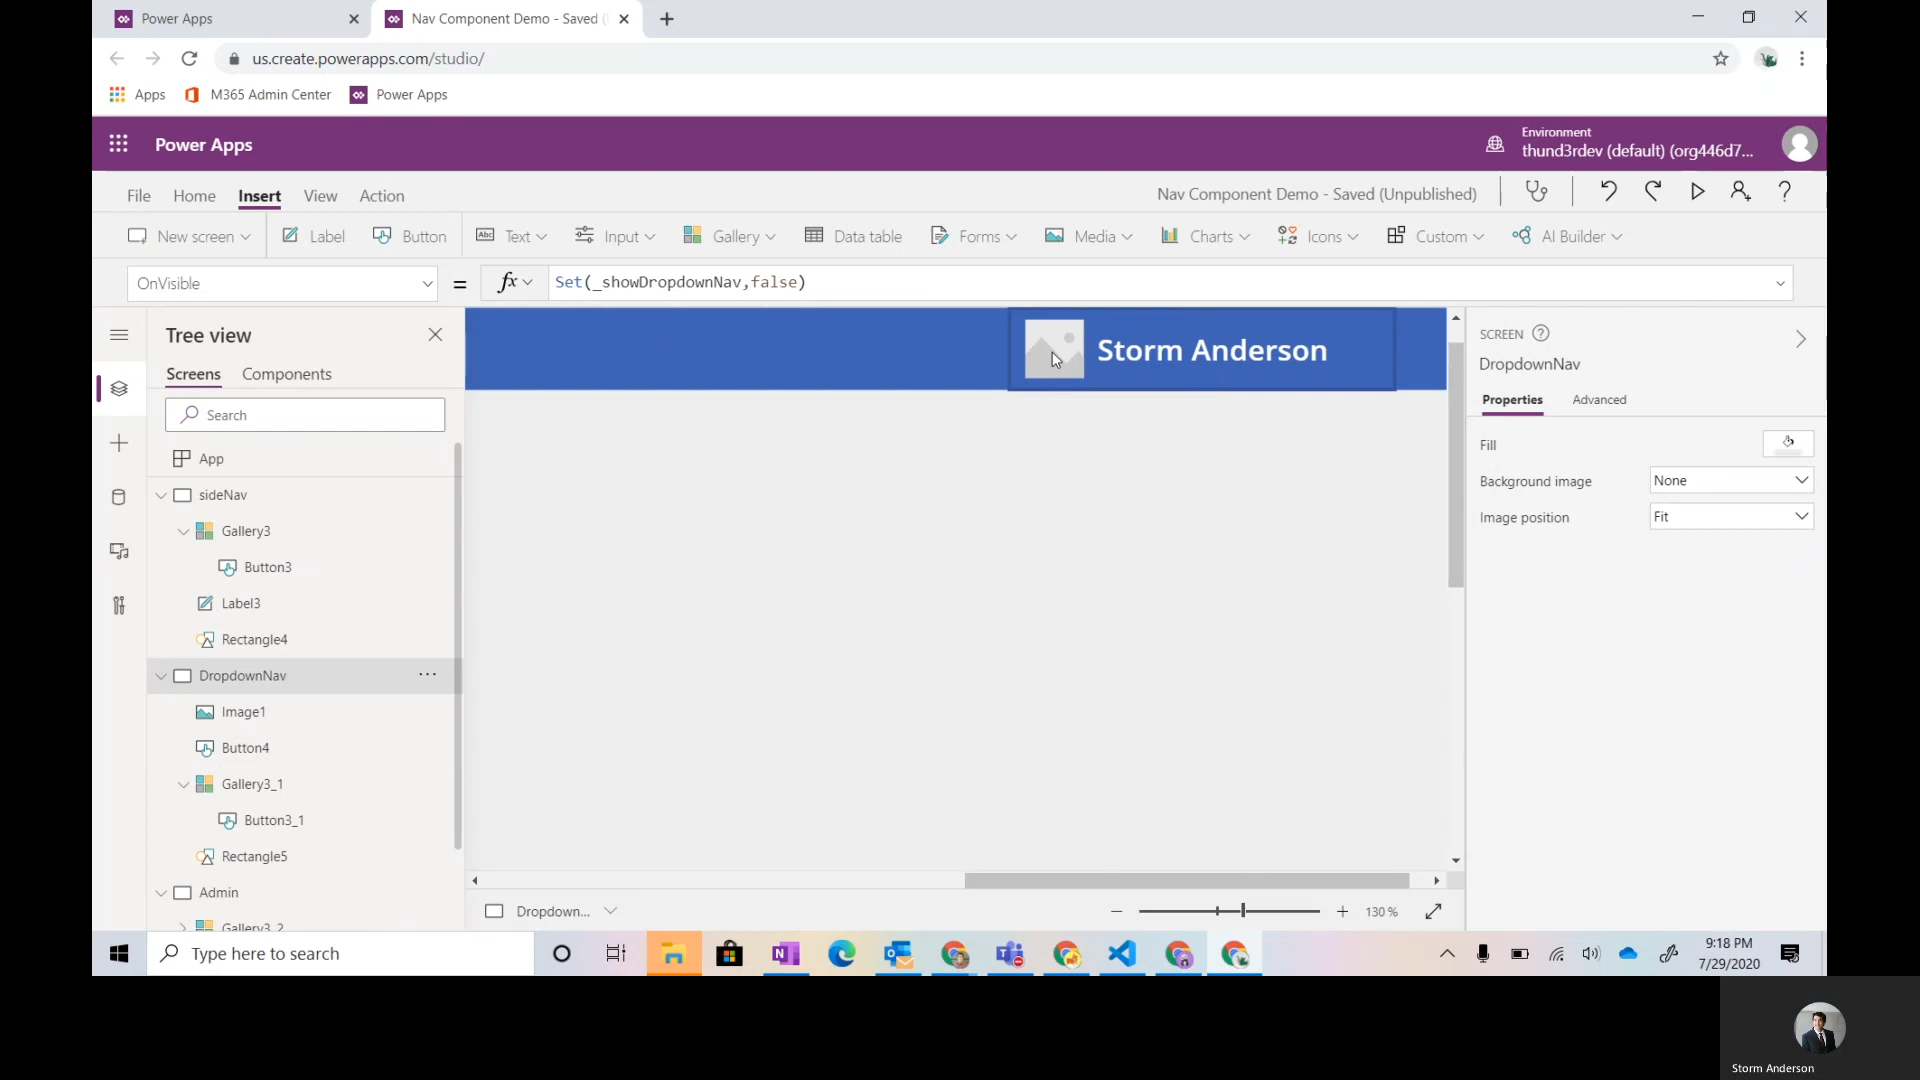 Power Apps
Nav Component Demo - Saved (
us.create.powerapps.com/studio/
Apps
M365 Admin Center
Power Apps
Power Apps
Environment
thund3rdev (default) (org446d7...
File
Home
Insert
View
Action
Nav Component Demo - Saved (Unpublished)
New screen
Label
Button
Text
Input
Gallery
Data table
Forms
Media
Charts
Icons
Custom
AI Builder
OnVisible
=
fx
Set(_showDropdownNav,false)
Tree view
Screens
Components
Search
App
sideNav
Gallery3
Button3
Label3
Rectangle4
DropdownNav
Image1
Button4
Gallery3_1
Button3_1
Rectangle5
Admin
Gallery3_2
Storm Anderson
SCREEN
DropdownNav
Properties
Advanced
Fill
Background image
None
Image position
Fit
Dropdown...
130 %
Type here to search
9:18 PM
7/29/2020
Storm Anderson